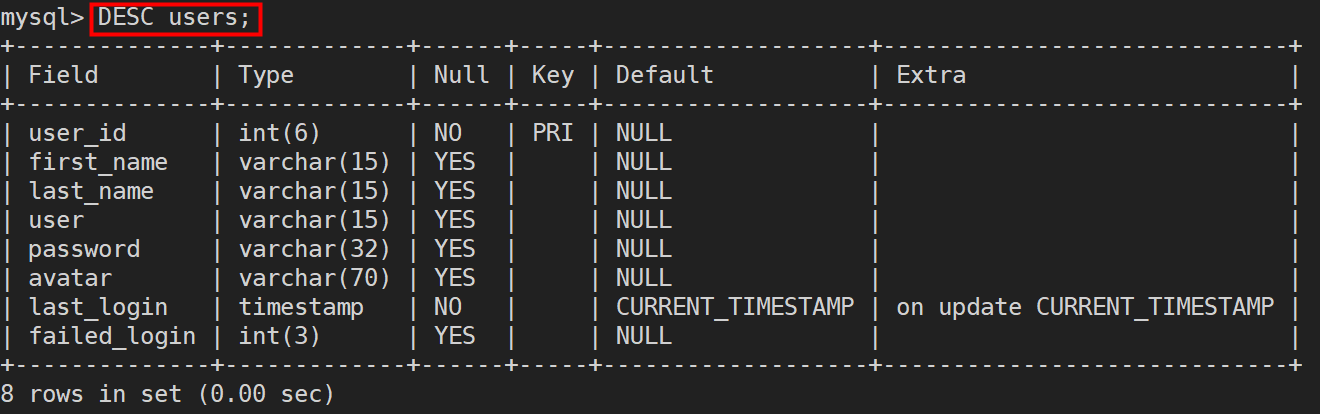 mysql> DESC users;
+--------------+-------------+------+-----+-------------------+-----------------------------+
| Field        | Type        | Null | Key | Default           | Extra                       |
+--------------+-------------+------+-----+-------------------+-----------------------------+
| user_id      | int(6)      | NO   | PRI | NULL              |                             |
| first_name   | varchar(15) | YES  |     | NULL              |                             |
| last_name    | varchar(15) | YES  |     | NULL              |                             |
| user         | varchar(15) | YES  |     | NULL              |                             |
| password     | varchar(32) | YES  |     | NULL              |                             |
| avatar       | varchar(70) | YES  |     | NULL              |                             |
| last_login   | timestamp   | NO   |     | CURRENT_TIMESTAMP | on update CURRENT_TIMESTAMP |
| failed_login | int(3)      | YES  |     | NULL              |                             |
+--------------+-------------+------+-----+-------------------+-----------------------------+
8 rows in set (0.00 sec)